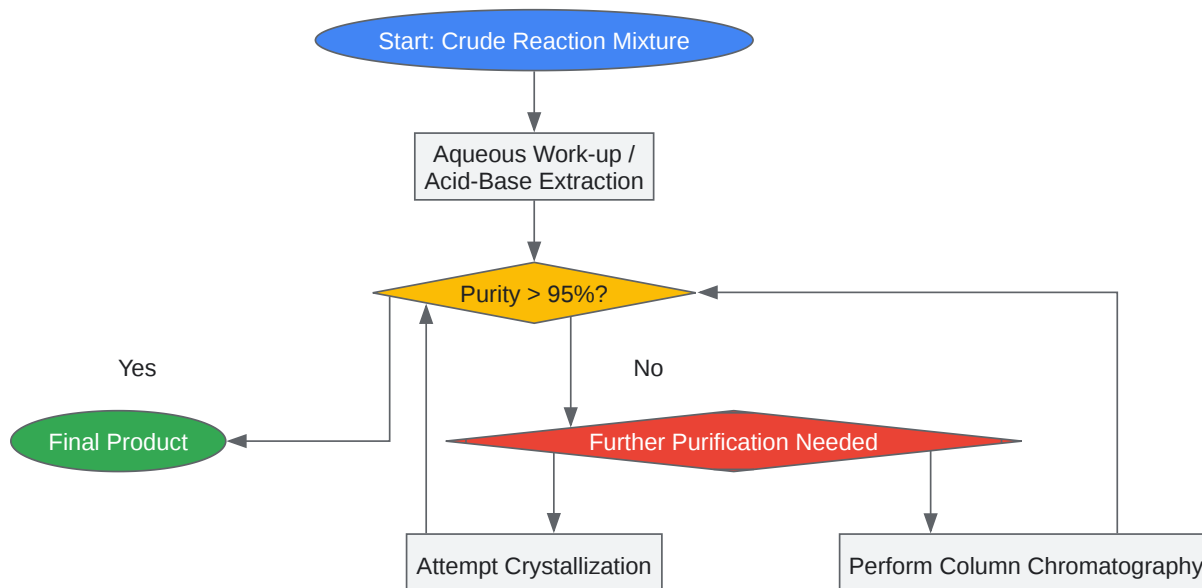 Start: Crude Reaction Mixture
Aqueous Work-up /
Acid-Base Extraction
Purity > 95%?
Yes
No
Final Product
Further Purification Needed
Attempt Crystallization
Perform Column Chromatography